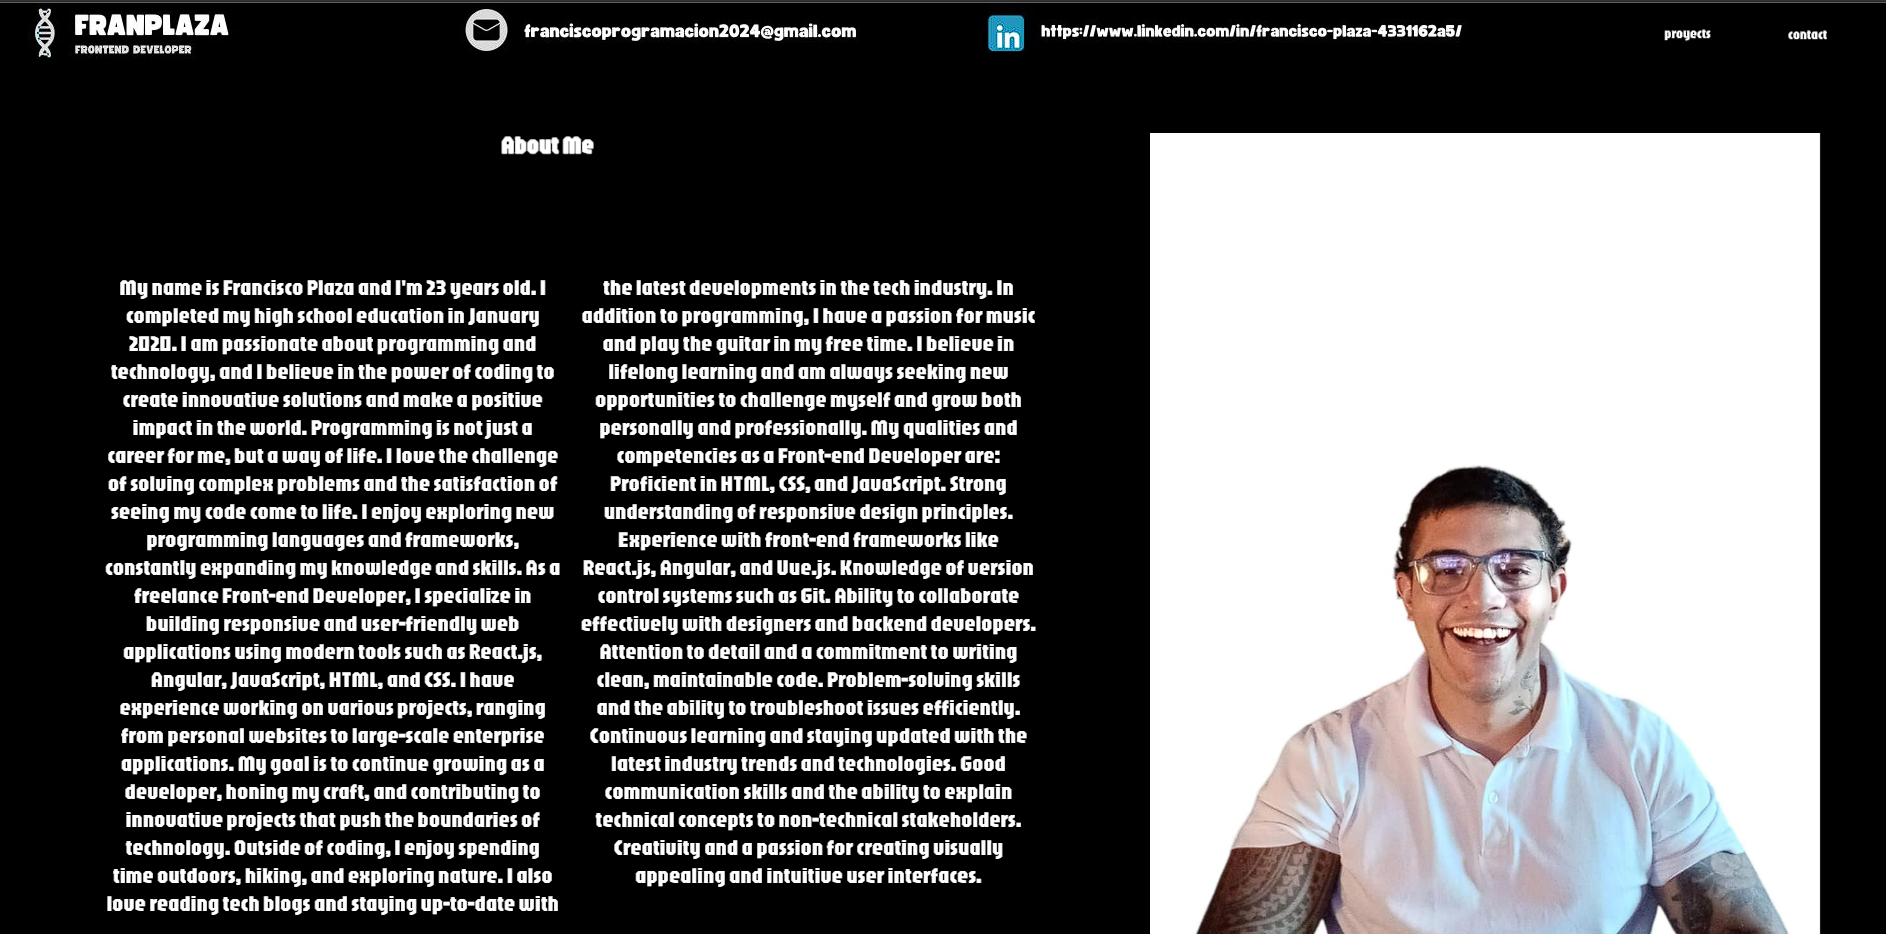 FRANPLAZA
FRONTEND DEVELOPER
franciscoprogramacion2024@gmail.com
in
https://www.linkedin.com/in/francisco-plaza-4331162a5/
proyects
contact
About Me
My name is Francisco Plaza and I'm 23 years old. I
completed my high school education in January
2020. I am passionate about programming and
technology, and I believe in the power of coding to
create innovative solutions and make a positive
impact in the world. Programming is not just a
career for me, but a way of life. I love the challenge
of solving complex problems and the satisfaction of
seeing my code come to life. I enjoy exploring new
programming languages and frameworks,
constantly expanding my knowledge and skills. As a
freelance Front-end Developer, I specialize in
building responsive and user-friendly web
applications using modern tools such as React.js,
Angular, JavaScript, HTML, and CSS. I have
experience working on various projects, ranging
from personal websites to large-scale enterprise
applications. My goal is to continue growing as a
developer, honing my craft, and contributing to
innovative projects that push the boundaries of
technology. Outside of coding, I enjoy spending
time outdoors, hiking, and exploring nature. I also
love reading tech blogs and staying up-to-date with
the latest developments in the tech industry. In
addition to programming, I have a passion for music
and play the guitar in my free time. I believe in
lifelong learning and am always seeking new
opportunities to challenge myself and grow both
personally and professionally. My qualities and
competencies as a Front-end Developer are:
Proficient in HTML, CSS, and JavaScript. Strong
understanding of responsive design principles.
Experience with front-end frameworks like
React.js, Angular, and Vue.js. Knowledge of version
control systems such as Git. Ability to collaborate
effectively with designers and backend developers.
Attention to detail and a commitment to writing
clean, maintainable code. Problem-solving skills
and the ability to troubleshoot issues efficiently.
Continuous learning and staying updated with the
latest industry trends and technologies. Good
communication skills and the ability to explain
technical concepts to non-technical stakeholders.
Creativity and a passion for creating visually
appealing and intuitive user interfaces.